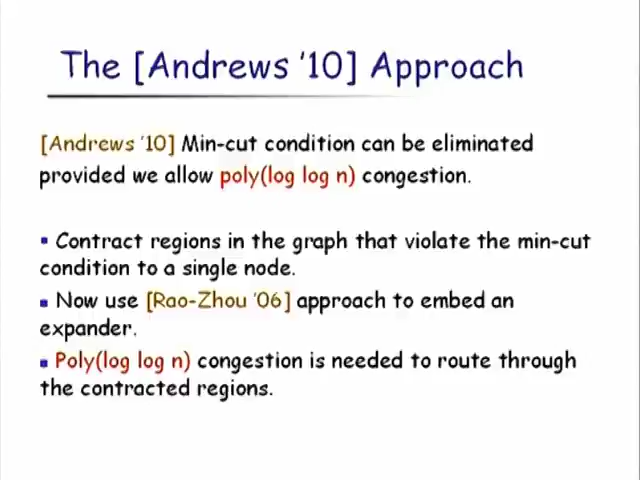 The [Andrews '10] Approach
[Andrews '10] Min-cut condition can be eliminated
provided we allow poly(log log n) congestion.
▪ Contract regions in the graph that violate the min-cut
condition to a single node.
▪ Now use [Rao-Zhou '06] approach to embed an
expander.
▪ Poly(log log n) congestion is needed to route through
the contracted regions.